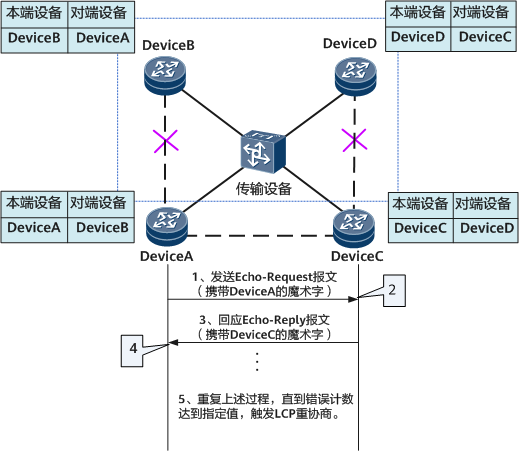 本端设备 对端设备
DeviceB DeviceA
本端设备 对端设备
DeviceD DeviceC
DeviceB
DeviceD
传输设备
本端设备 对端设备
DeviceA DeviceB
本端设备 对端设备
DeviceC DeviceD
DeviceA
DeviceC
1、发送Echo-Request报文
（携带DeviceA的魔术字）
2
3、回应Echo-Reply报文
（携带DeviceC的魔术字）
4
5、重复上述过程，直到错误计数
达到指定值，触发LCP重协商。